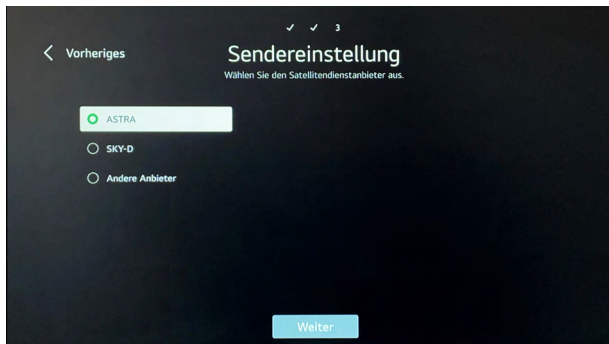 ✓ ✓ 3
Vorheriges
Sendereinstellung
Wählen Sie den Satellitendienstanbieter aus.
ASTRA
SKY-D
Andere Anbieter
Weiter